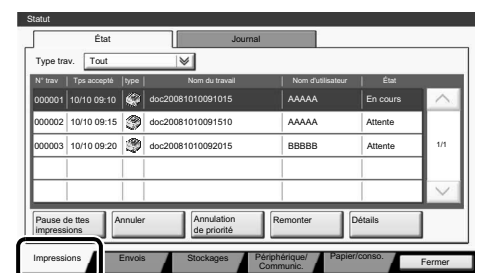 Statut
État Journal
Type trav. Tout
N° trav Tps accepté type Nom du travail Nom d'utilisateur État
000001 10/10 09:10 doc20081010091015 AAAAA En cours
000002 10/10 09:15 doc20081010091510 AAAAA Attente
000003 10/10 09:20 doc20081010092015 BBBBB Attente
1/1
Pause de ttes impressions Annuler Annulation de priorité Remonter Détails
Impressions Envois Stockages Périphérique/ Communic. Papier/conso. Fermer